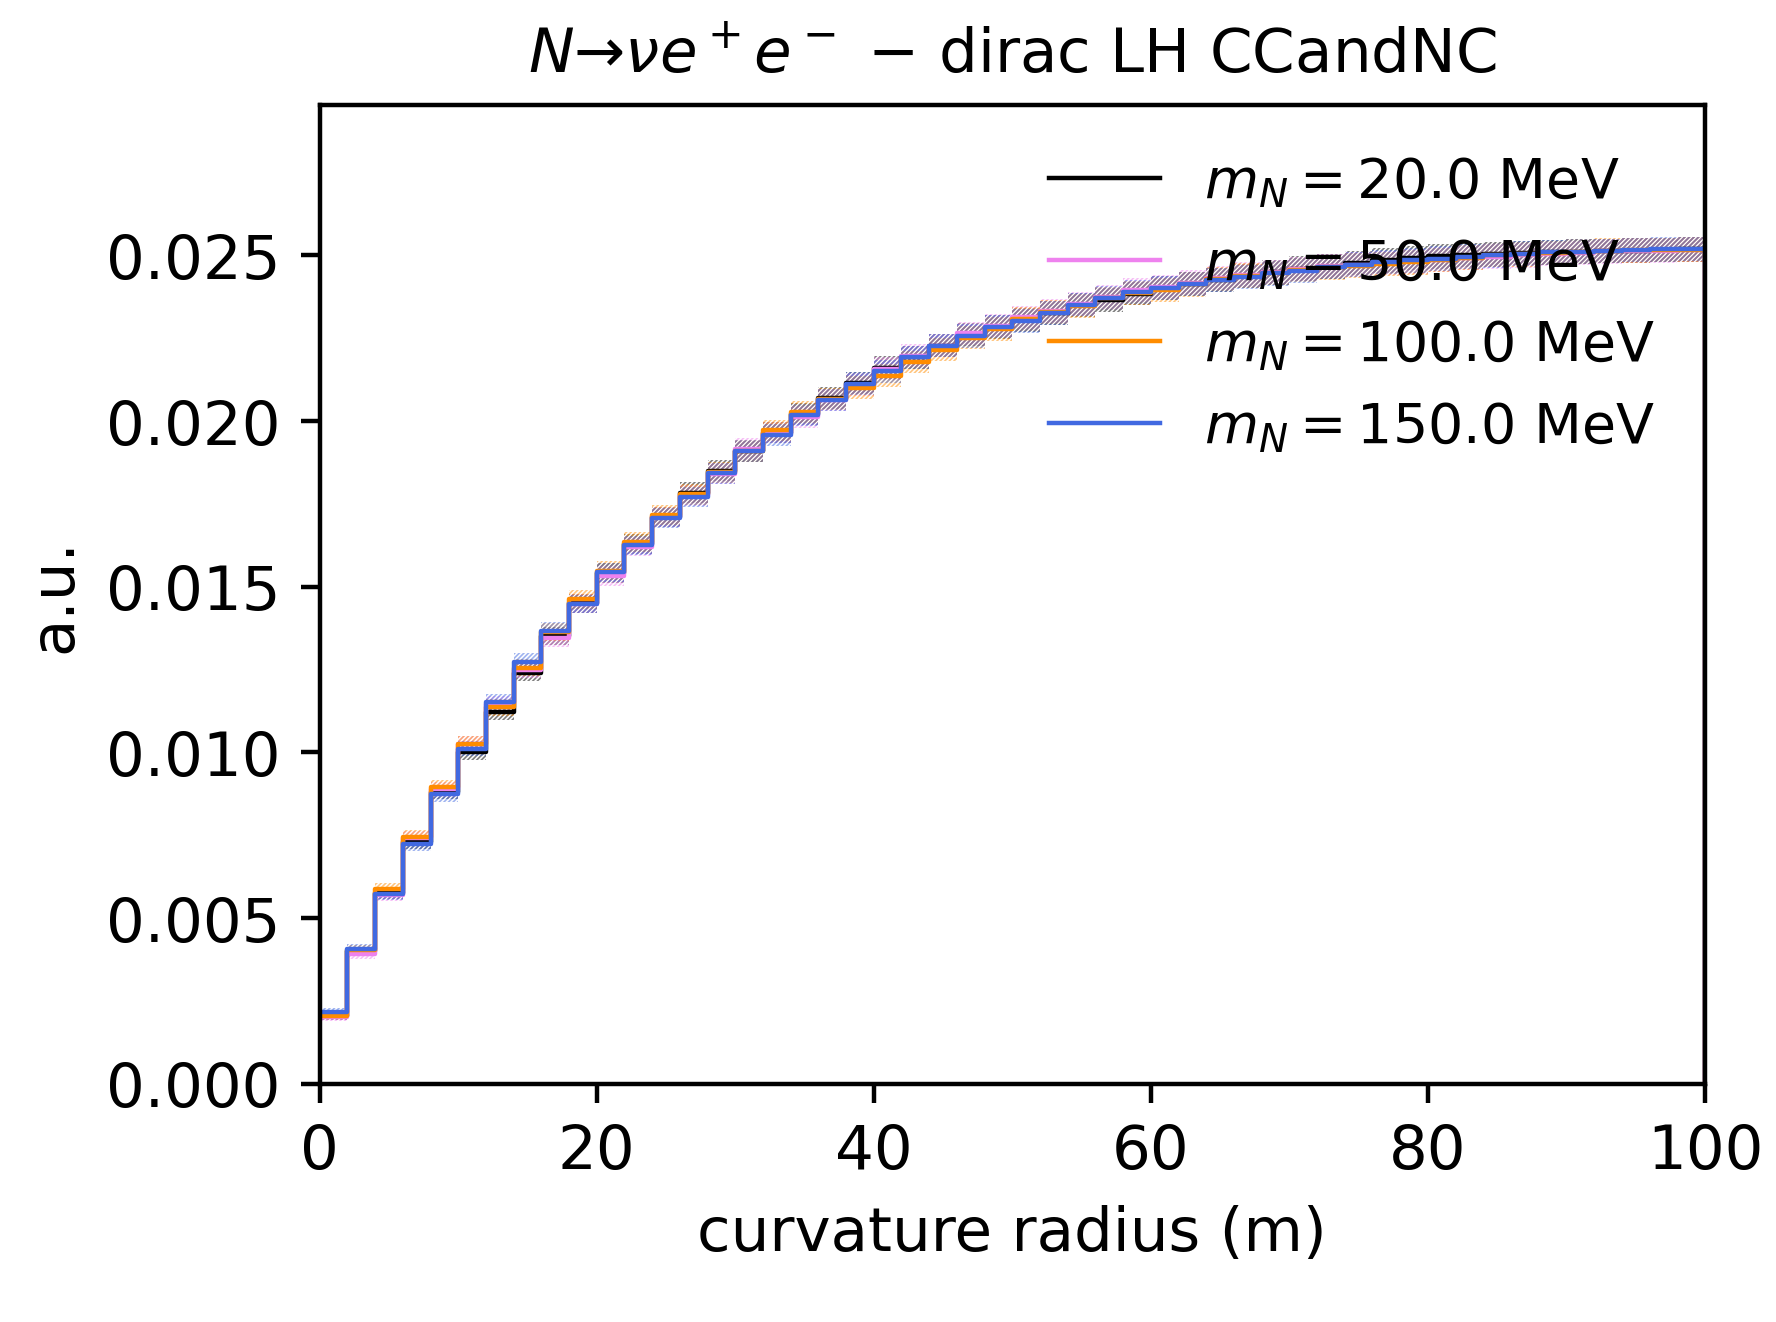 N→νe⁺e⁻ − dirac LH CCandNC
m_N = 20.0 MeV
m_N = 50.0 MeV
m_N = 100.0 MeV
m_N = 150.0 MeV
a.u.
0.025
0.020
0.015
0.010
0.005
0.000
0 20 40 60 80 100
curvature radius (m)